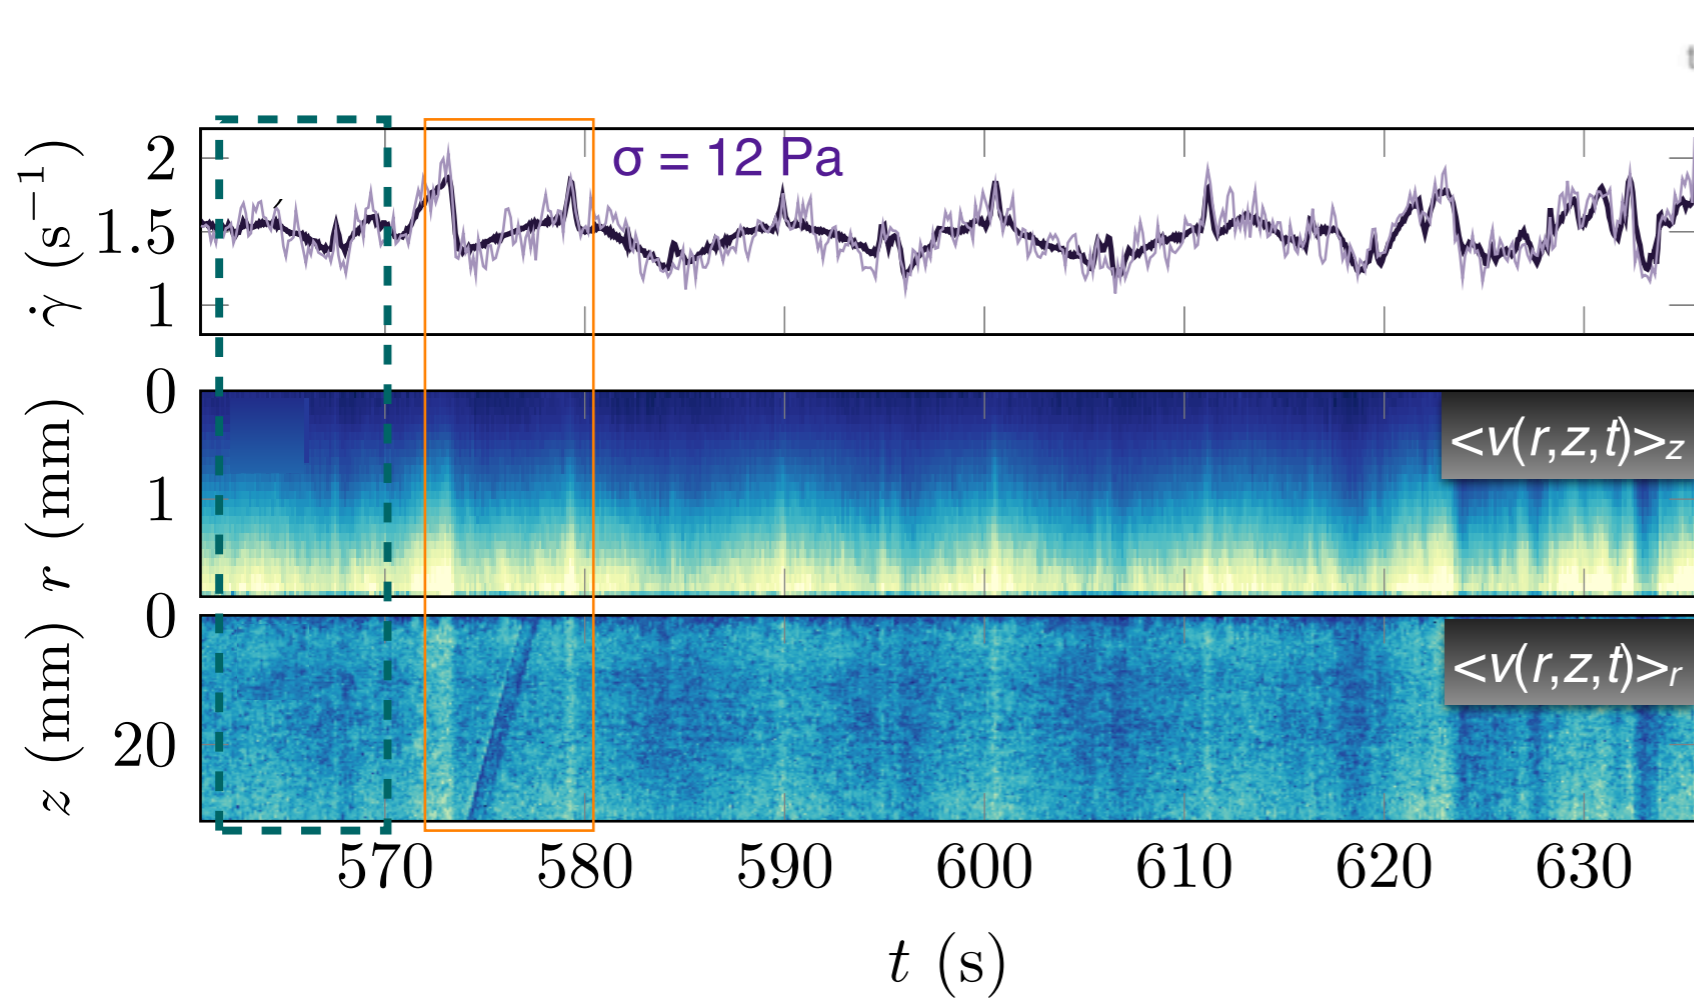 σ = 12 Pa
γ̇ (s⁻¹)
2
1.5
1
r (mm)
0
1
<v(r,z,t)>z
z (mm)
0
20
<v(r,z,t)>r
570 580 590 600 610 620 630
t (s)